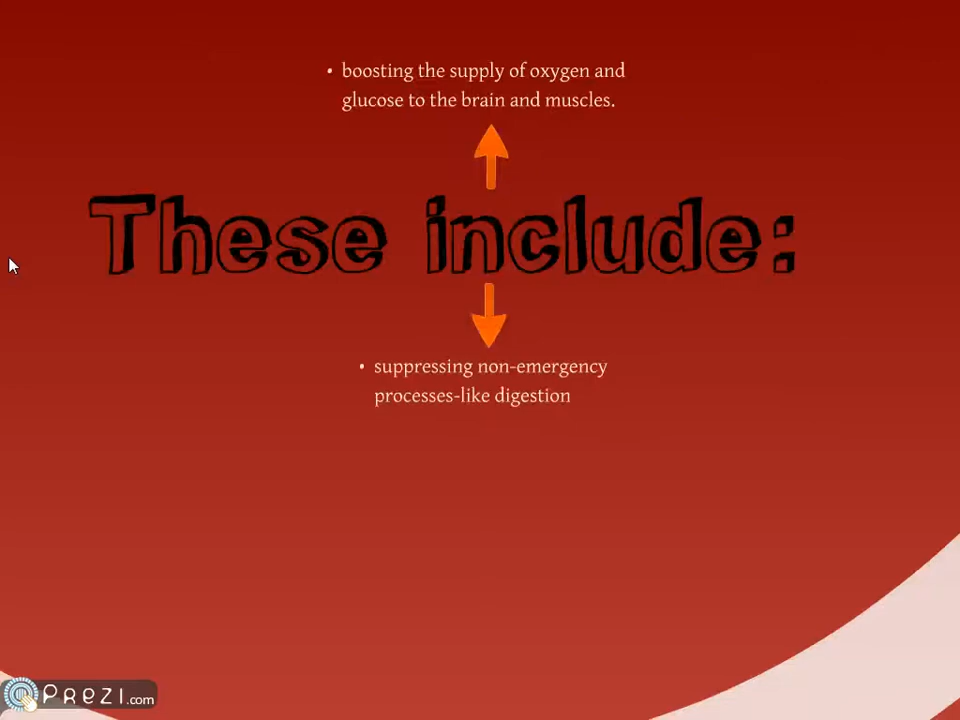 • boosting the supply of oxygen and
glucose to the brain and muscles.
These include:
• suppressing non-emergency
processes-like digestion
PREZI.com